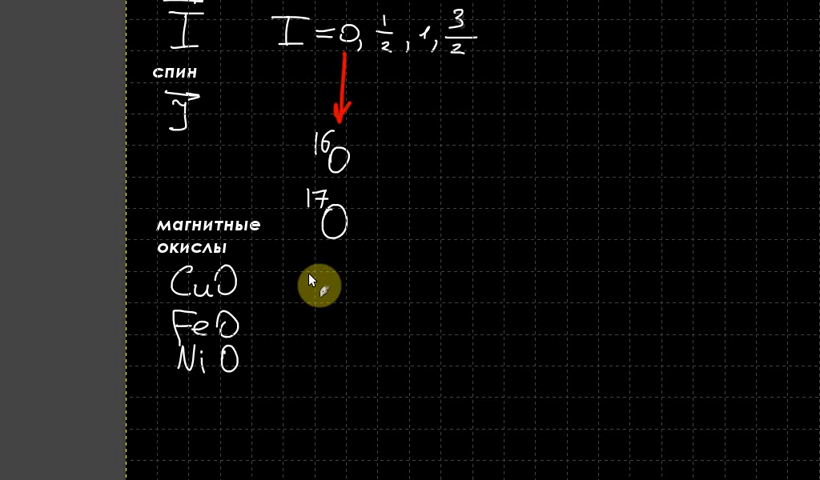 I I = 0, 1/2, 1, 3/2
спин
J
16O
17O
магнитные
окислы
CuO
FeO
NiO